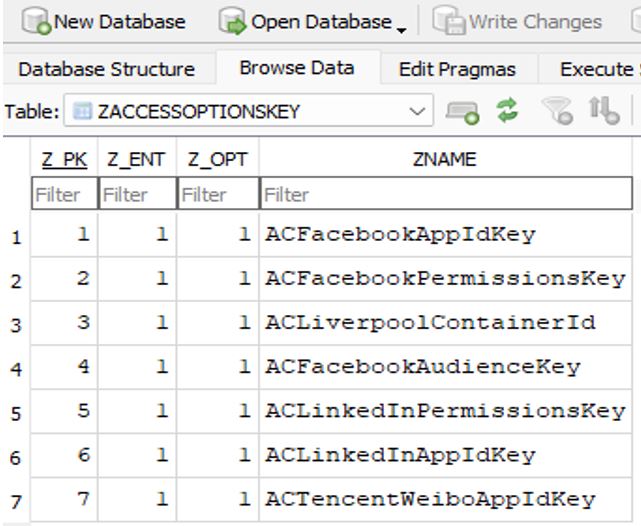 New Database Open Database Write Changes
Database Structure Browse Data Edit Pragmas Execute
Table: ZACCESSOPTIONSKEY
Z_PK Z_ENT Z_OPT ZNAME
Filter Filter Filter Filter
1 1 1 1 ACFacebookAppIdKey
2 2 1 1 ACFacebookPermissionsKey
3 3 1 1 ACLiverpoolContainerId
4 4 1 1 ACFacebookAudienceKey
5 5 1 1 ACLinkedInPermissionsKey
6 6 1 1 ACLinkedInAppIdKey
7 7 1 1 ACTencentWeiboAppIdKey